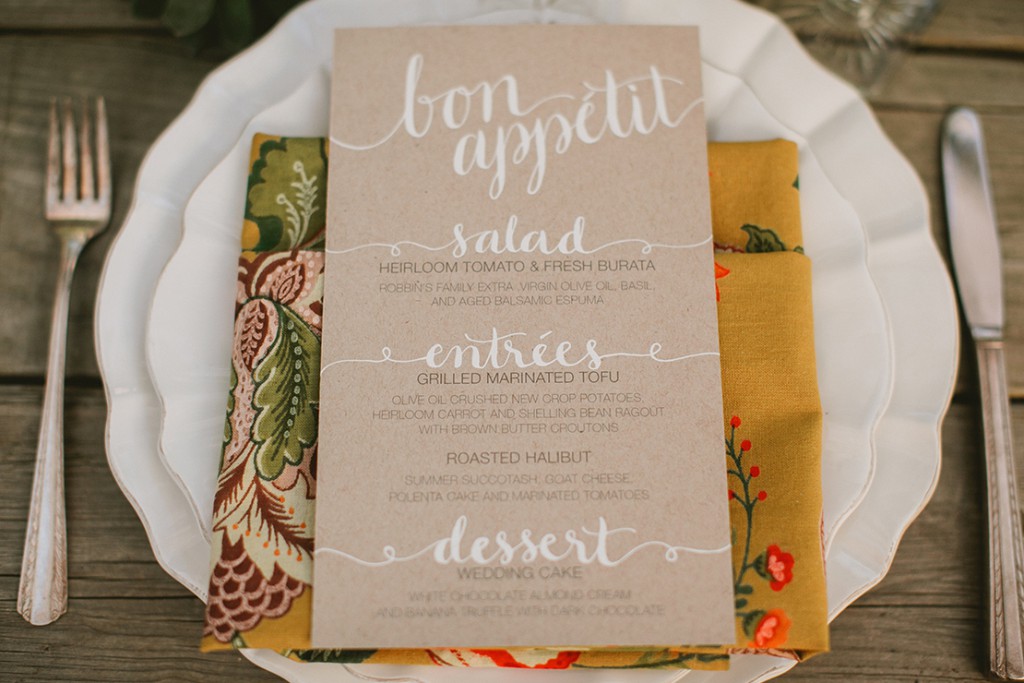 bon
appétit
salad
HEIRLOOM TOMATO & FRESH BURATA
ROBBIN'S FAMILY EXTRA VIRGIN OLIVE OIL, BASIL,
AND AGED BALSAMIC ESPUMA
entrées
GRILLED MARINATED TOFU
OLIVE OIL CRUSHED NEW CROP POTATOES,
HEIRLOOM CARROT AND SHELLING BEAN RAGOUT
WITH BROWN BUTTER CROUTONS
ROASTED HALIBUT
SUMMER SUCCOTASH, GOAT CHEESE,
POLENTA CAKE AND MARINATED TOMATOES
dessert
WEDDING CAKE
WHITE CHOCOLATE ALMOND CREAM
AND BANANA TRUFFLE WITH DARK CHOCOLATE